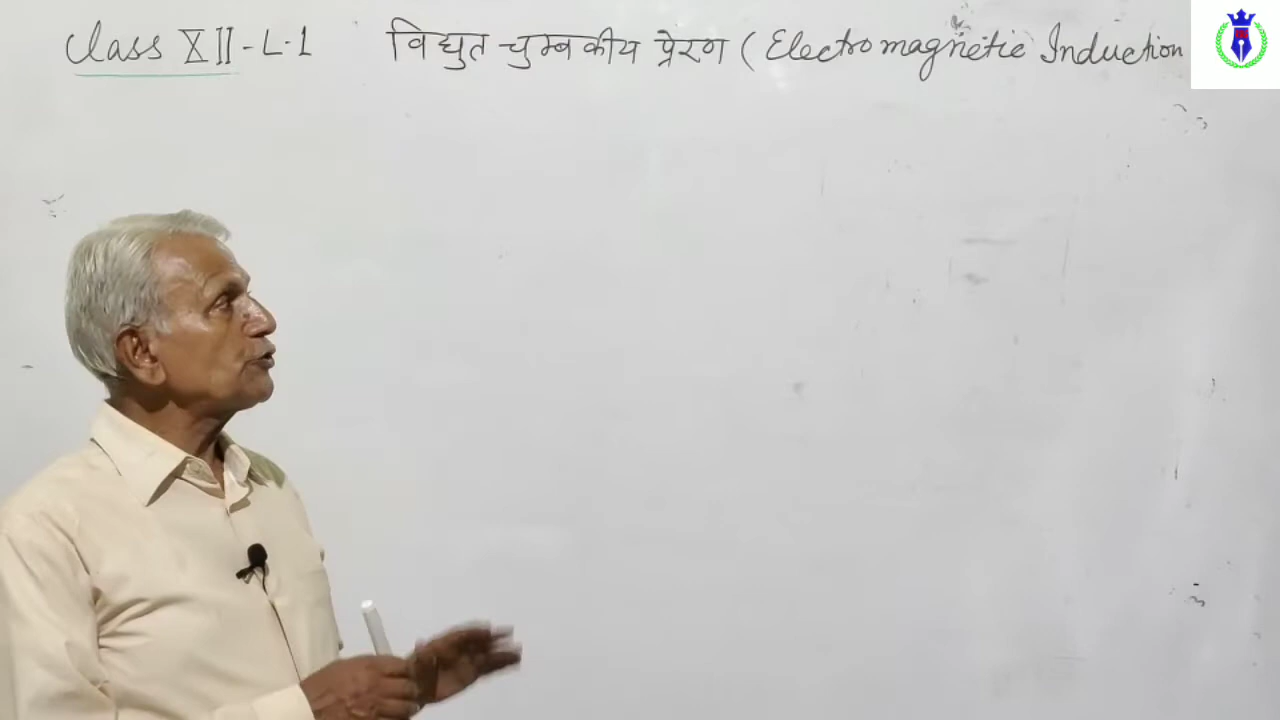 Class XII-L.1 विद्युत चुम्बकीय प्रेरण (Electromagnetic Induction